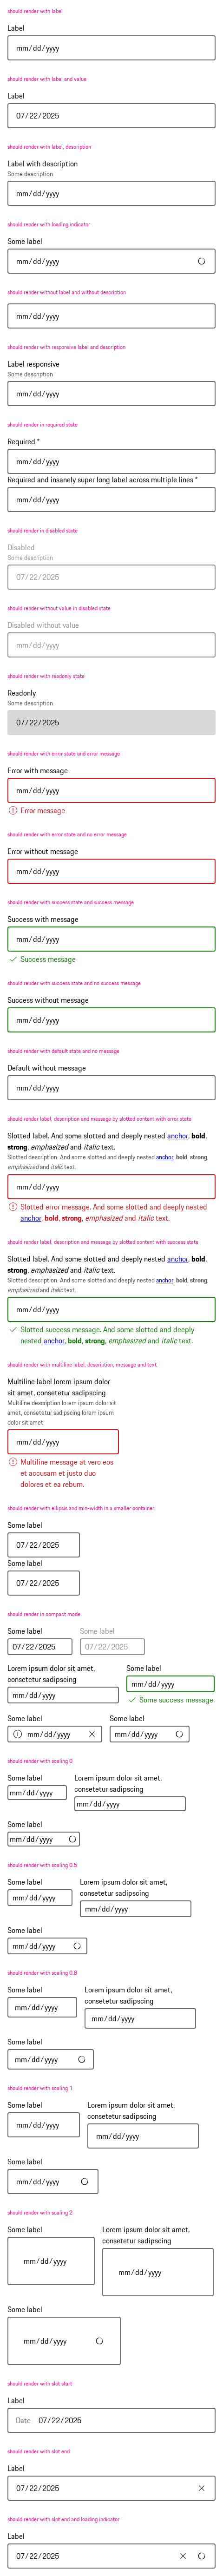 should render with label
Label
mm/dd/yyyy
should render with label and value
Label
07/22/2025
should render with label, description
Label with description
Some description
mm/dd/yyyy
should render with loading indicator
Some label
mm/dd/yyyy
should render without label and without description
mm/dd/yyyy
should render with responsive label and description
Label responsive
Some description
mm/dd/yyyy
should render in required state
Required *
mm/dd/yyyy
Required and insanely super long label across multiple lines *
mm/dd/yyyy
should render in disabled state
Disabled
Some description
07/22/2025
should render without value in disabled state
Disabled without value
mm/dd/yyyy
should render with readonly state
Readonly
Some description
07/22/2025
should render with error state and error message
Error with message
mm/dd/yyyy
Error message
should render with error state and no error message
Error without message
mm/dd/yyyy
should render with success state and success message
Success with message
mm/dd/yyyy
Success message
should render with success state and no success message
Success without message
mm/dd/yyyy
should render with default state and no message
Default without message
mm/dd/yyyy
should render label, description and message by slotted content with error state
Slotted label. And some slotted and deeply nested anchor, bold,
strong, emphasized and italic text.
Slotted description. And some slotted and deeply nested anchor, bold, strong,
emphasized and italic text.
mm/dd/yyyy
Slotted error message. And some slotted and deeply nested
anchor, bold, strong, emphasized and italic text.
should render label, description and message by slotted content with success state
Slotted label. And some slotted and deeply nested anchor, bold,
strong, emphasized and italic text.
Slotted description. And some slotted and deeply nested anchor, bold, strong,
emphasized and italic text.
mm/dd/yyyy
Slotted success message. And some slotted and deeply
nested anchor, bold, strong, emphasized and italic text.
should render with multiline label, description, message and text
Multiline label lorem ipsum dolor
sit amet, consetetur sadipscing
Multiline description lorem ipsum dolor sit
amet, consetetur sadipscing lorem ipsum
dolor sit amet
mm/dd/yyyy
Multiline message at vero eos
et accusam et justo duo
dolores et ea rebum.
should render with ellipsis and min-width in a smaller container
Some label
07/22/2025
Some label
07/22/2025
should render in compact mode
Some label Some label
07/22/2025 07/22/2025
Lorem ipsum dolor sit amet,
consetetur sadipscing
mm/dd/yyyy
Some label
mm/dd/yyyy
Some success message.
Some label Some label
mm/dd/yyyy mm/dd/yyyy
should render with scaling 0
Some label
mm/dd/yyyy
Lorem ipsum dolor sit amet,
consetetur sadipscing
mm/dd/yyyy
Some label
mm/dd/yyyy
should render with scaling 0.5
Some label
mm/dd/yyyy
Lorem ipsum dolor sit amet,
consetetur sadipscing
mm/dd/yyyy
Some label
mm/dd/yyyy
should render with scaling 0.8
Some label
mm/dd/yyyy
Lorem ipsum dolor sit amet,
consetetur sadipscing
mm/dd/yyyy
Some label
mm/dd/yyyy
should render with scaling 1
Some label
mm/dd/yyyy
Lorem ipsum dolor sit amet,
consetetur sadipscing
mm/dd/yyyy
Some label
mm/dd/yyyy
should render with scaling 2
Some label
mm/dd/yyyy
Lorem ipsum dolor sit amet,
consetetur sadipscing
mm/dd/yyyy
Some label
mm/dd/yyyy
should render with slot start
Label
Date 07/22/2025
should render with slot end
Label
07/22/2025
should render with slot end and loading indicator
Label
07/22/2025